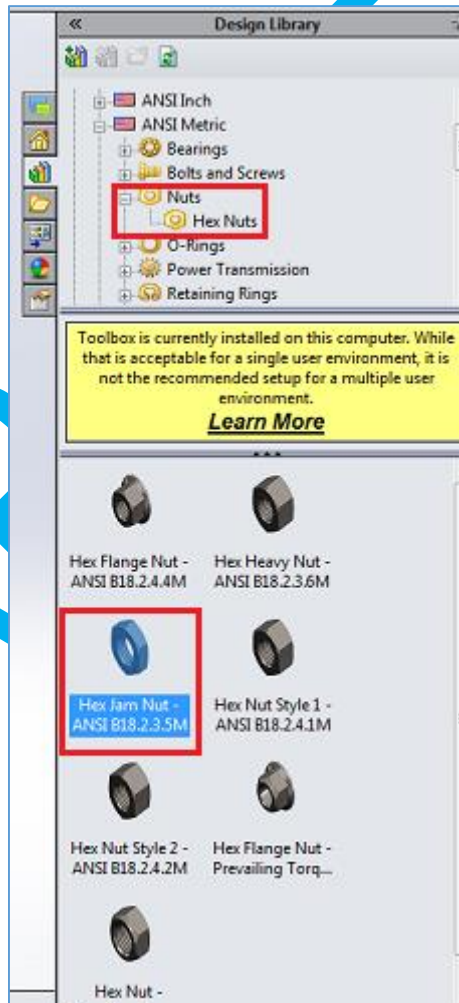 Design Library
ANSI Inch
ANSI Metric
Bearings
Bolts and Screws
Nuts
Hex Nuts
O-Rings
Power Transmission
Retaining Rings
Toolbox is currently installed on this computer. While
that is acceptable for a single user environment, it is
not the recommended setup for a multiple user
environment.
Learn More
Hex Flange Nut -
ANSI B18.2.4.4M
Hex Heavy Nut -
ANSI B18.2.3.6M
Hex Jam Nut -
ANSI B18.2.3.5M
Hex Nut Style 1 -
ANSI B18.2.4.1M
Hex Nut Style 2 -
ANSI B18.2.4.2M
Hex Flange Nut -
Prevailing Torq...
Hex Nut -